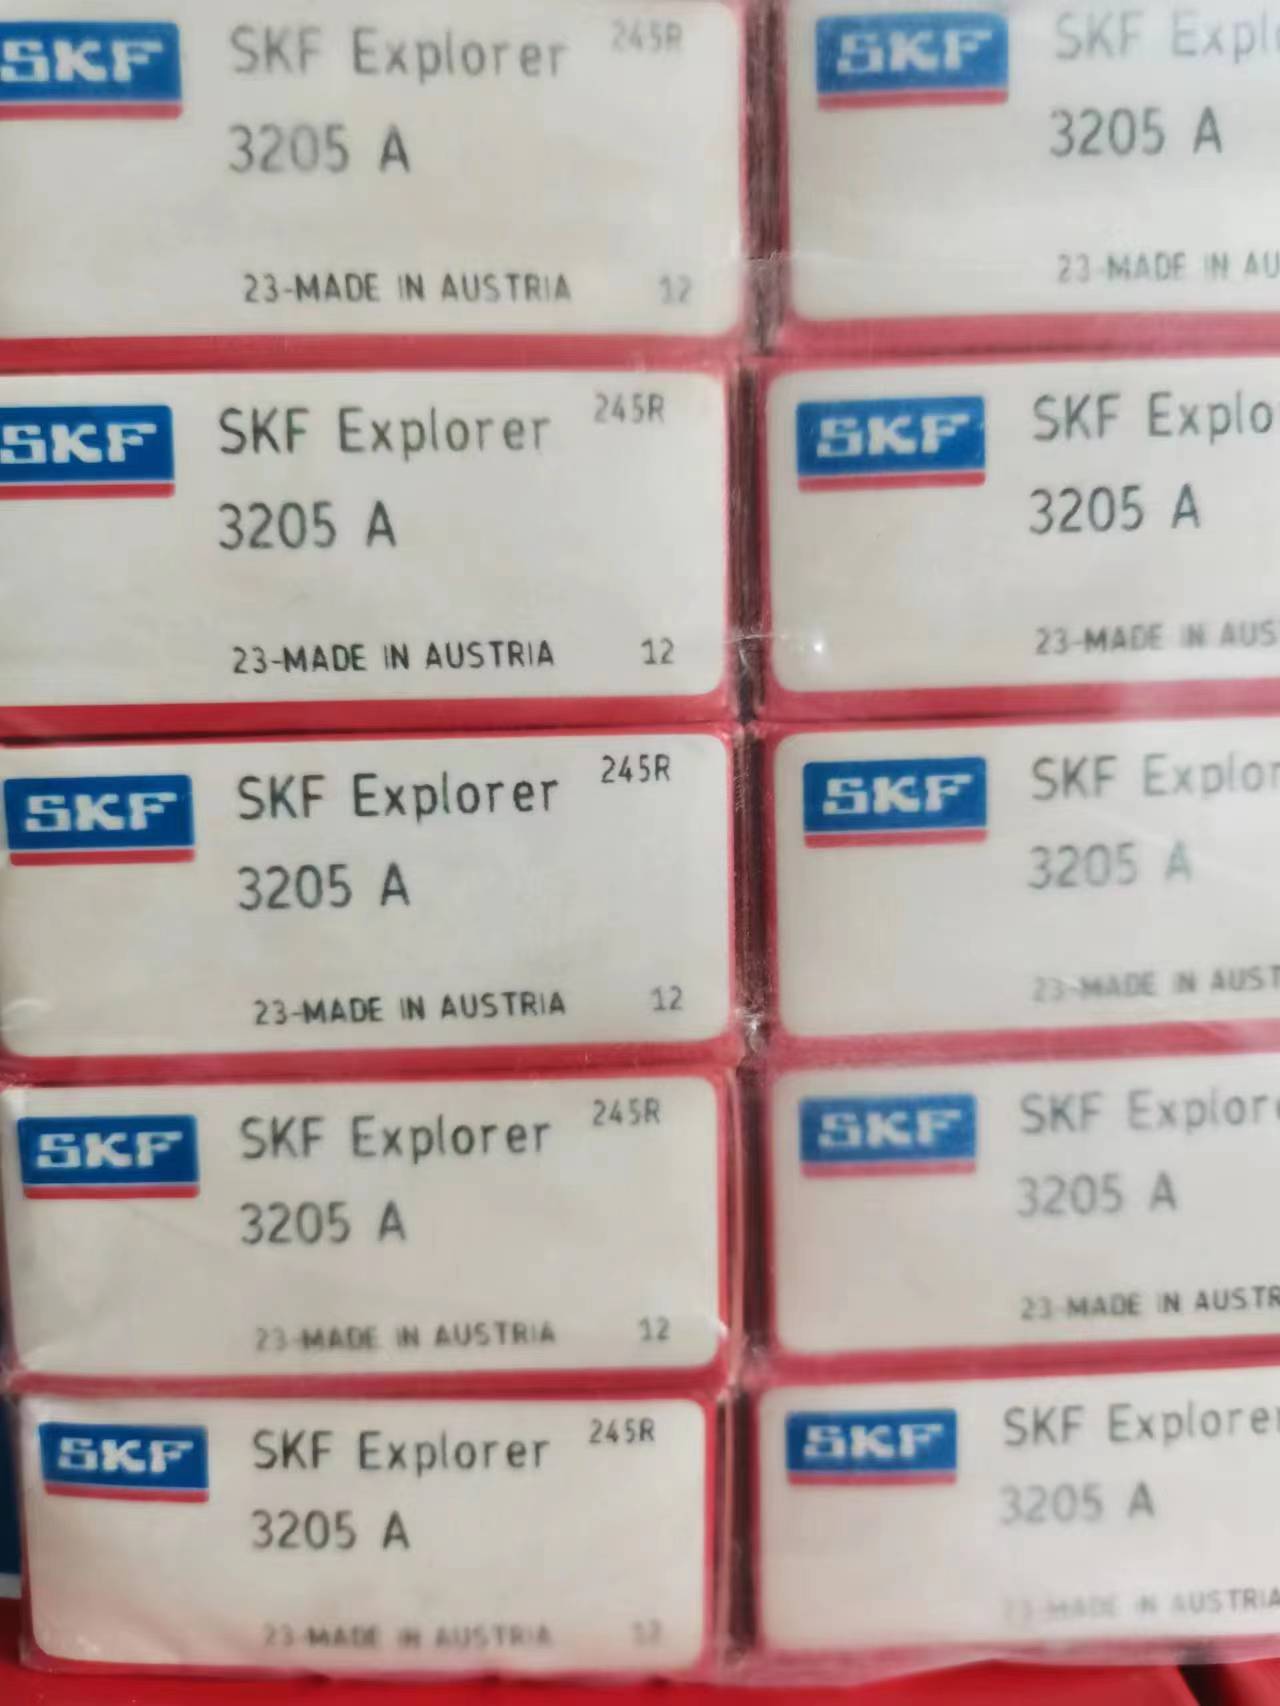 SKF SKF Explorer 245R
3205 A
23-MADE IN AUSTRIA 12
SKF SKF Expl
3205 A
23-MADE IN AU
SKF SKF Explorer 245R
3205 A
23-MADE IN AUSTRIA 12
SKF SKF Explo
3205 A
23-MADE IN AUS
SKF SKF Explorer 245R
3205 A
23-MADE IN AUSTRIA 12
SKF SKF Explor
3205 A
23-MADE IN AUST
SKF SKF Explorer 245R
3205 A
23-MADE IN AUSTRIA 12
SKF SKF Explore
3205 A
23-MADE IN AUSTR
SKF SKF Explorer 245R
3205 A
23-MADE IN AUSTRIA 12
SKF SKF Explorer
3205 A
MADE IN AUSTRIA